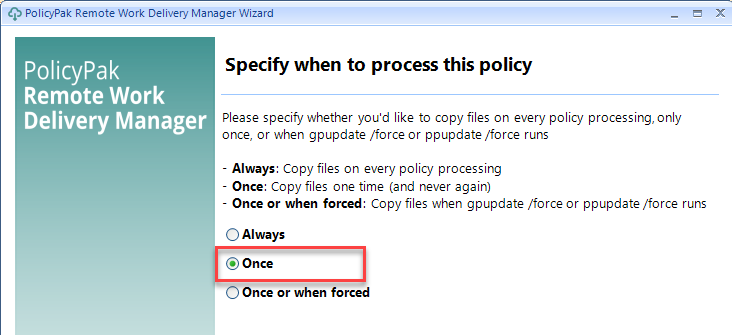 PolicyPak Remote Work Delivery Manager Wizard
PolicyPak
Remote Work
Delivery Manager
Specify when to process this policy
Please specify whether you'd like to copy files on every policy processing, only
once, or when gpupdate /force or ppupdate /force runs
- Always: Copy files on every policy processing
- Once: Copy files one time (and never again)
- Once or when forced: Copy files when gpupdate /force or ppupdate /force runs
Always
Once
Once or when forced